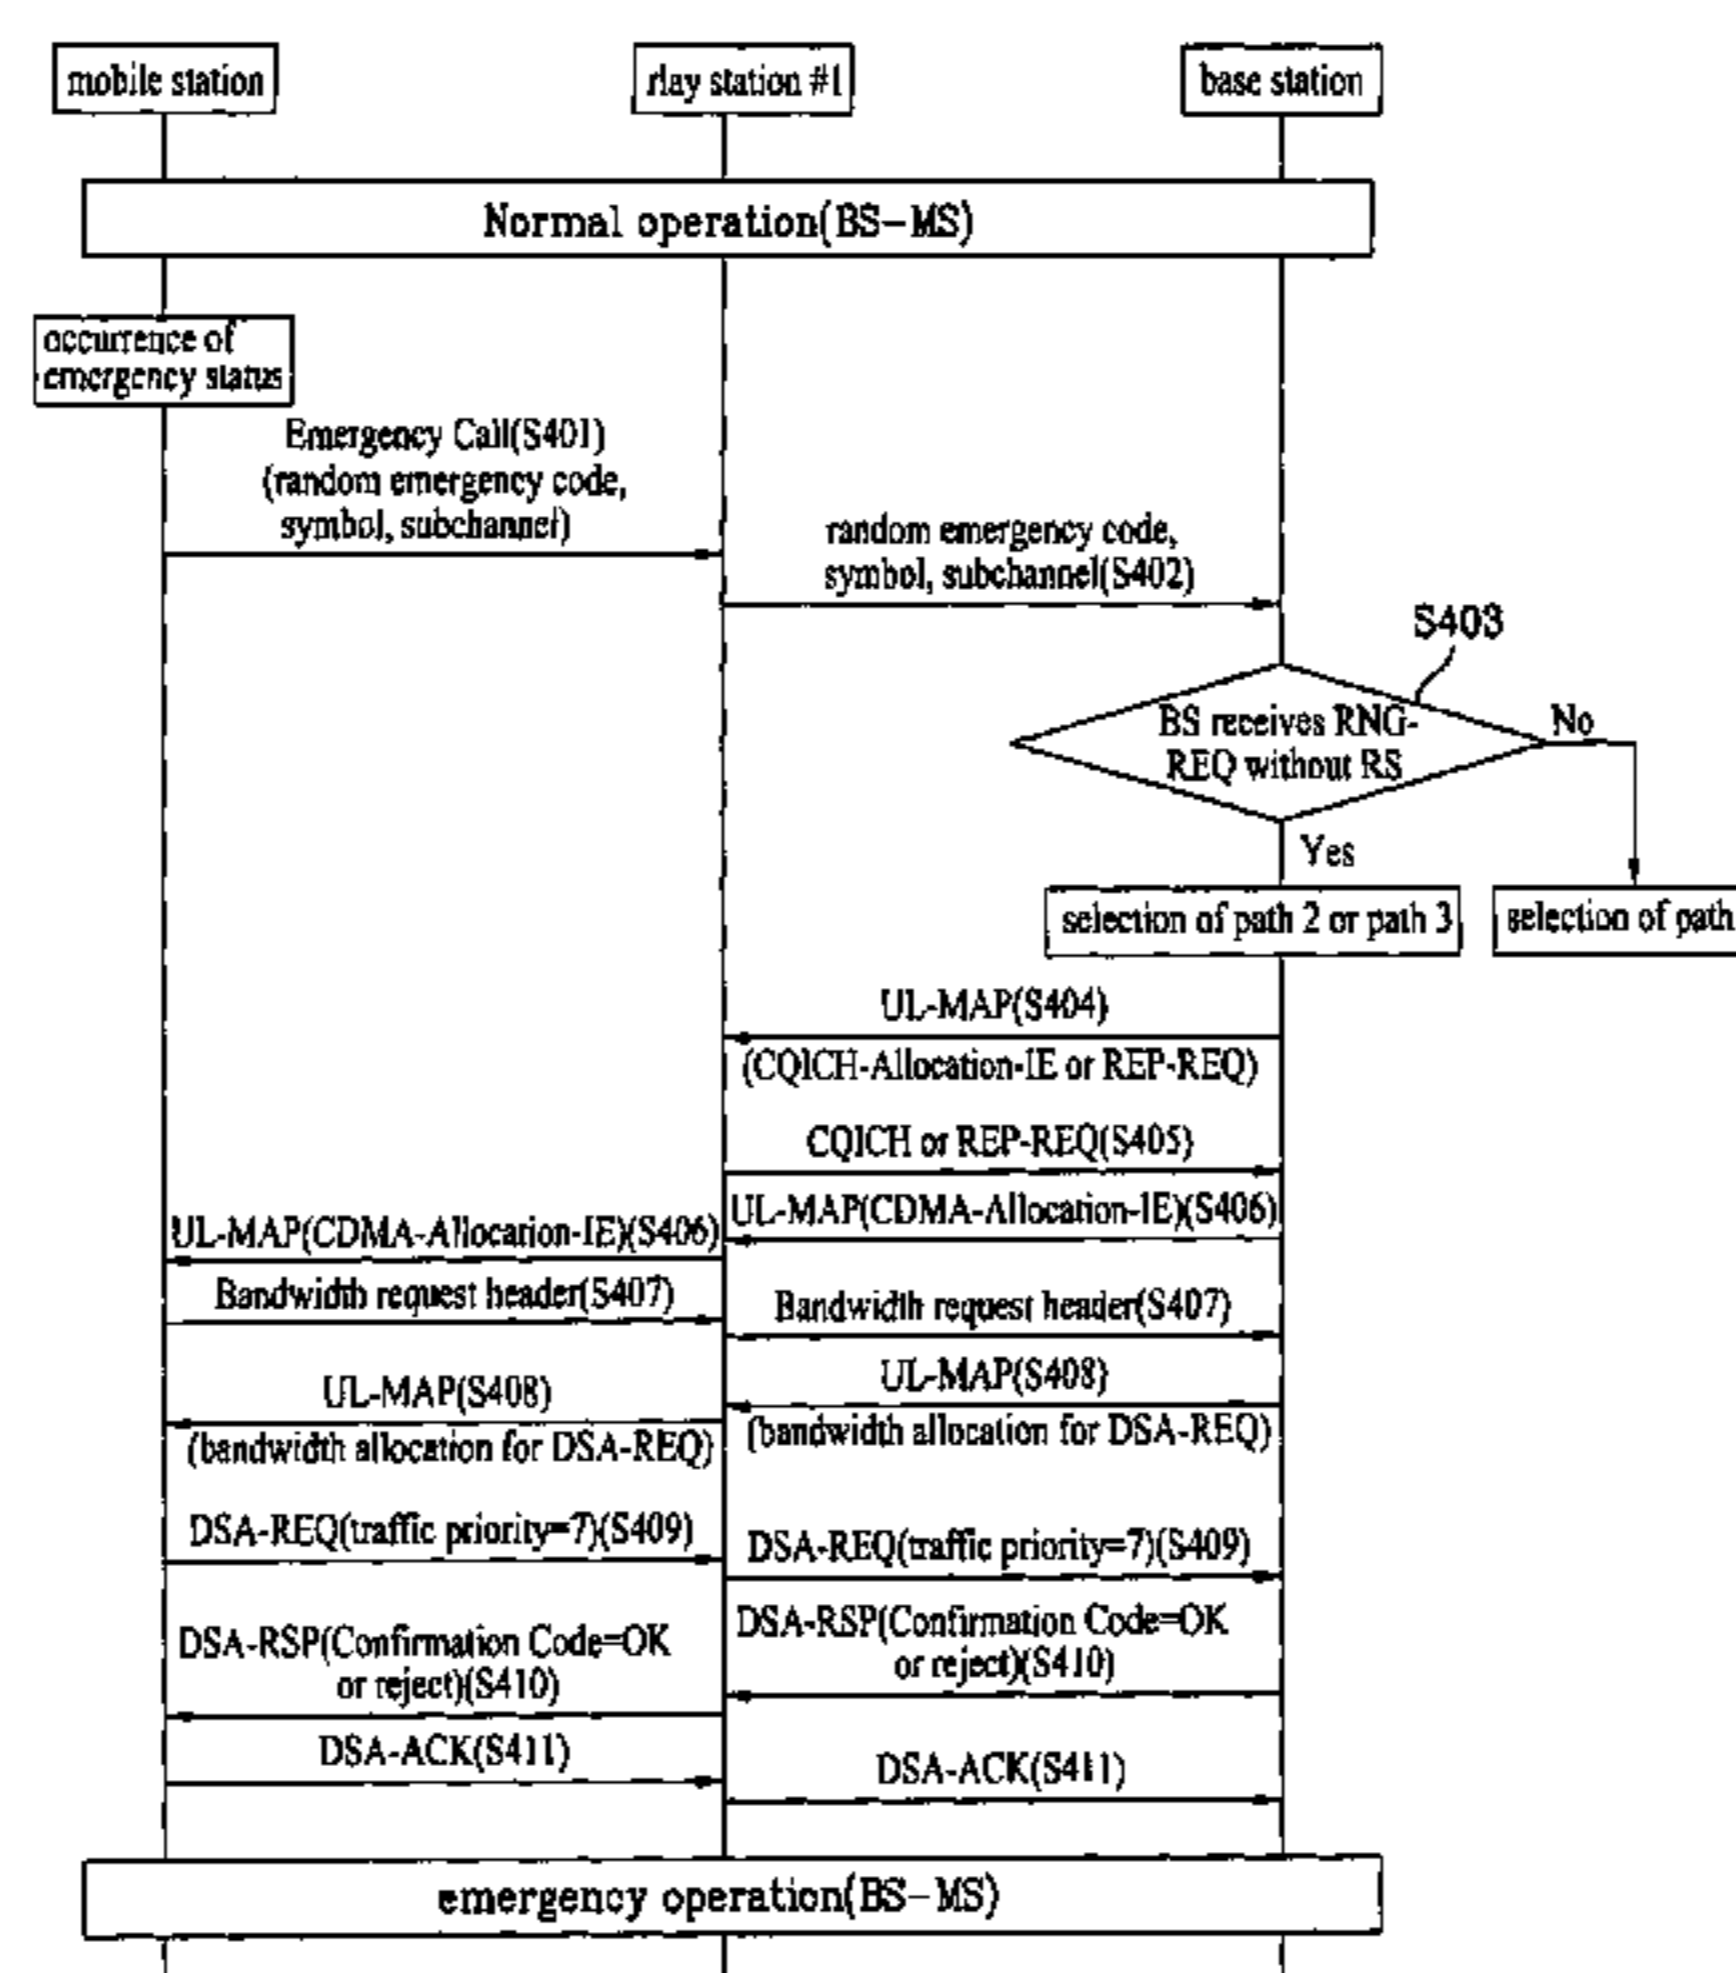 mobile station
rlay station #1
base station
Normal operation(BS-MS)
occurrence of
emergency status
Emergency Call(S401)
(random emergency code,
symbol, subchannel)
random emergency code,
symbol, subchannel(S402)
S403
BS receives RNG-
REQ without RS
No
Yes
selection of path 2 or path 3
selection of path
UL-MAP(S404)
(CQICH-Allocation-IE or REP-REQ)
CQICH or REP-REQ(S405)
UL-MAP(CDMA-Allocation-IE)(S406)
UL-MAP(CDMA-Allocation-IE)(S406)
Bandwidth request header(S407)
Bandwidth request header(S407)
UL-MAP(S408)
UL-MAP(S408)
(bandwidth allocation for DSA-REQ)
(bandwidth allocation for DSA-REQ)
DSA-REQ(traffic priority=7)(S409)
DSA-REQ(traffic priority=7)(S409)
DSA-RSP(Confirmation Code=OK
or reject)(S410)
DSA-RSP(Confirmation Code=OK
or reject)(S410)
DSA-ACK(S411)
DSA-ACK(S411)
emergency operation(BS-MS)